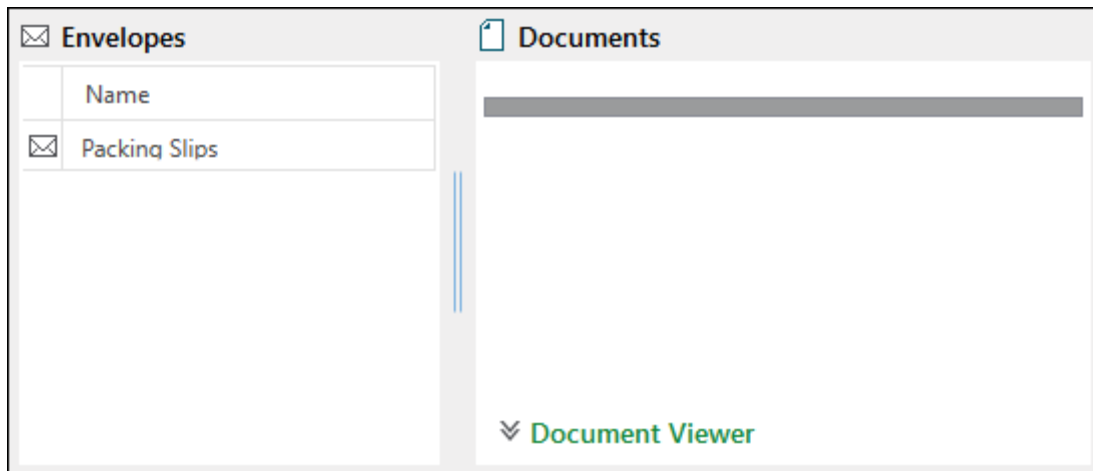 Envelopes
Documents
Name
Packing Slips
Document Viewer